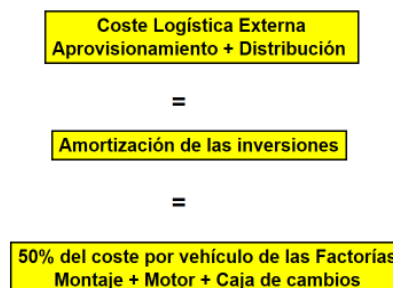 Coste Logística Externa
Aprovisionamiento + Distribución
=
Amortización de las inversiones
=
50% del coste por vehículo de las Factorías
Montaje + Motor + Caja de cambios